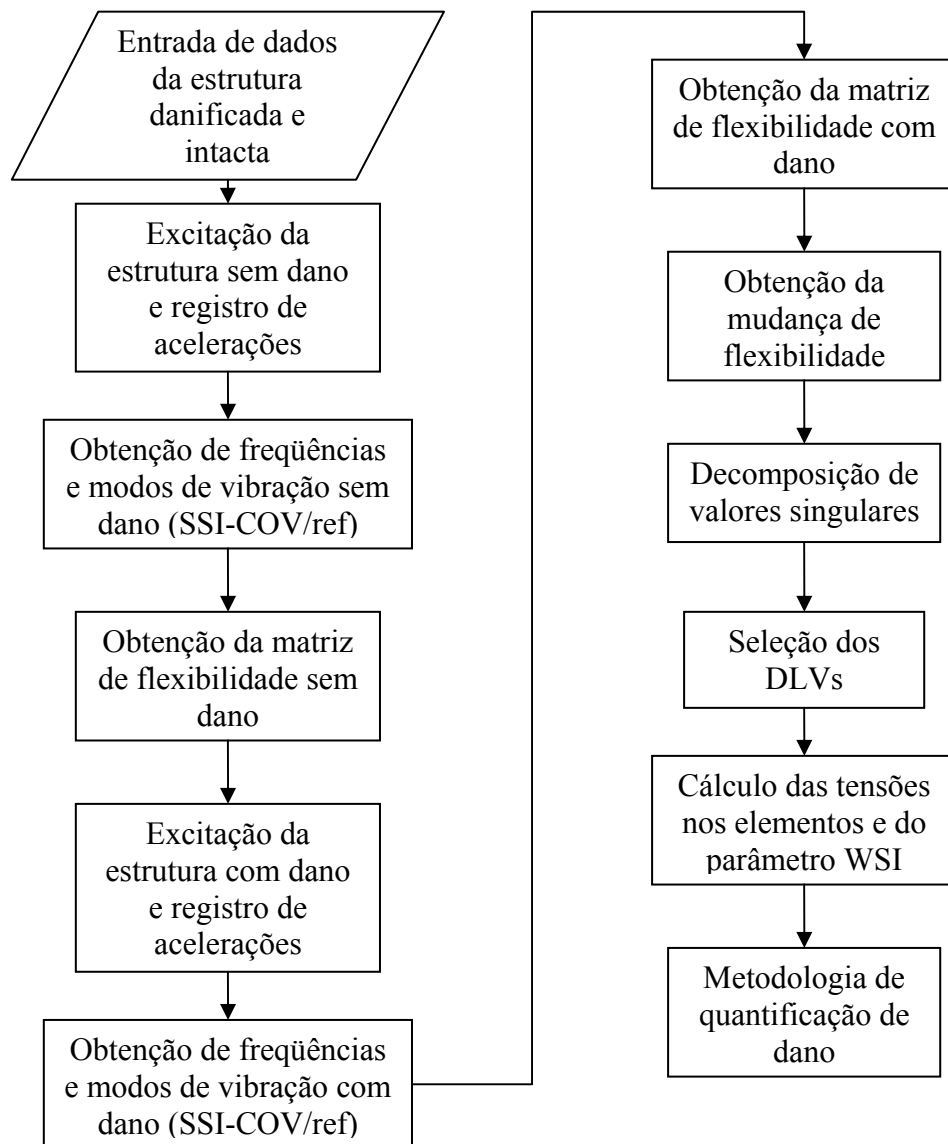 Entrada de dados
da estrutura
danificada e
intacta
Excitação da
estrutura sem dano
e registro de
acelerações
Obtenção de freqüências
e modos de vibração sem
dano (SSI-COV/ref)
Obtenção da matriz
de flexibilidade sem
dano
Excitação da
estrutura com dano
e registro de
acelerações
Obtenção de freqüências
e modos de vibração com
dano (SSI-COV/ref)
Obtenção da matriz
de flexibilidade com
dano
Obtenção da
mudança de
flexibilidade
Decomposição de
valores singulares
Seleção dos
DLVs
Cálculo das tensões
nos elementos e do
parâmetro WSI
Metodologia de
quantificação de
dano